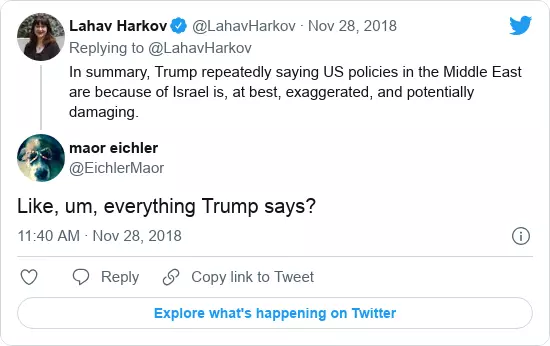 Lahav Harkov @LahavHarkov · Nov 28, 2018
Replying to @LahavHarkov
In summary, Trump repeatedly saying US policies in the Middle East
are because of Israel is, at best, exaggerated, and potentially
damaging.
maor eichler
@EichlerMaor
Like, um, everything Trump says?
11:40 AM · Nov 28, 2018
Reply Copy link to Tweet
Explore what's happening on Twitter